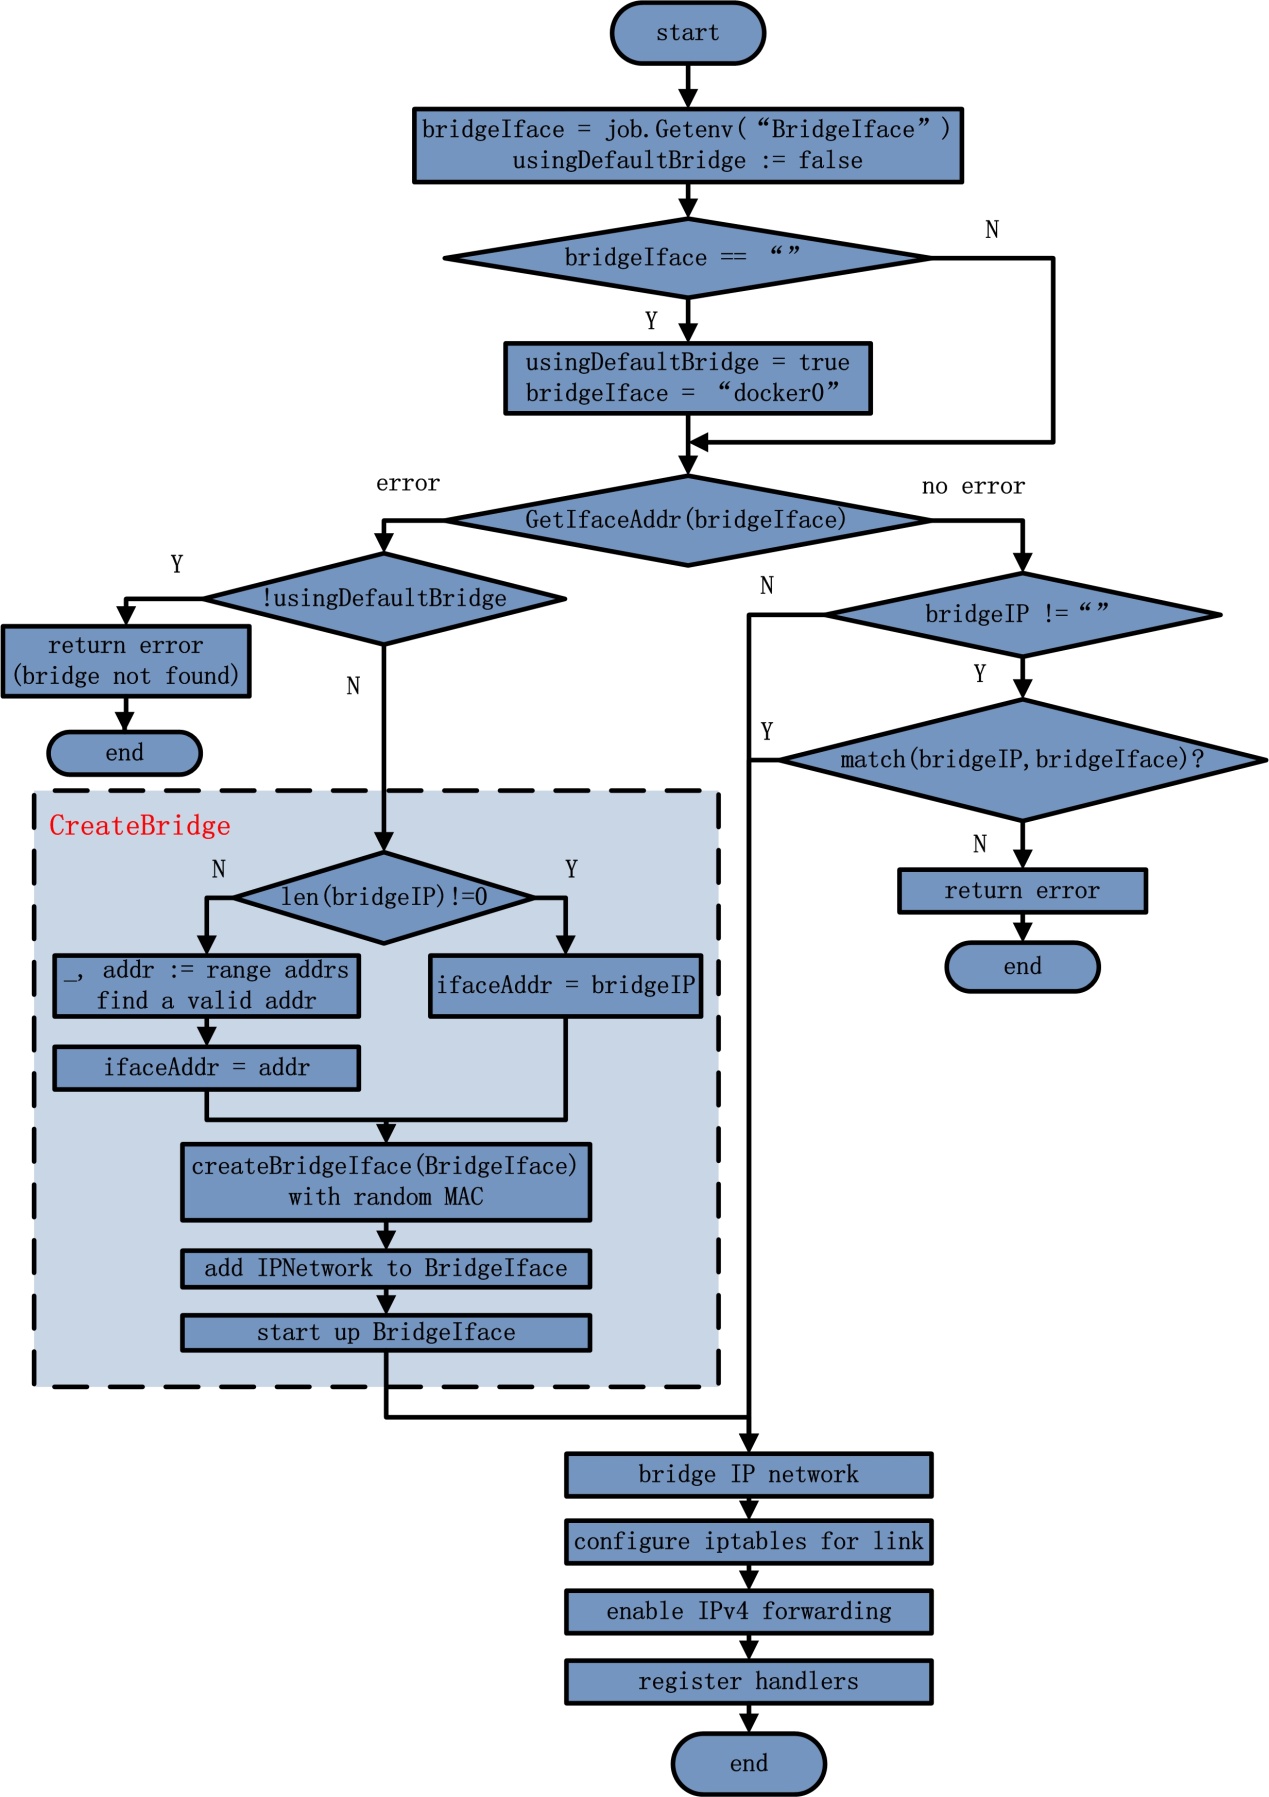 start
bridgeIface = job.Getenv(“BridgeIface”)
usingDefaultBridge := false
N
bridgeIface == “”
Y
usingDefaultBridge = true
bridgeIface = “docker0”
error
no error
GetIfaceAddr(bridgeIface)
Y
!usingDefaultBridge
N
bridgeIP !=“”
return error
(bridge not found)
N
Y
end
Y
match(bridgeIP,bridgeIface)?
CreateBridge
N
Y
N
len(bridgeIP)!=0
return error
_, addr := range addrs
find a valid addr
ifaceAddr = bridgeIP
end
ifaceAddr = addr
createBridgeIface(BridgeIface)
with random MAC
add IPNetwork to BridgeIface
start up BridgeIface
bridge IP network
configure iptables for link
enable IPv4 forwarding
register handlers
end